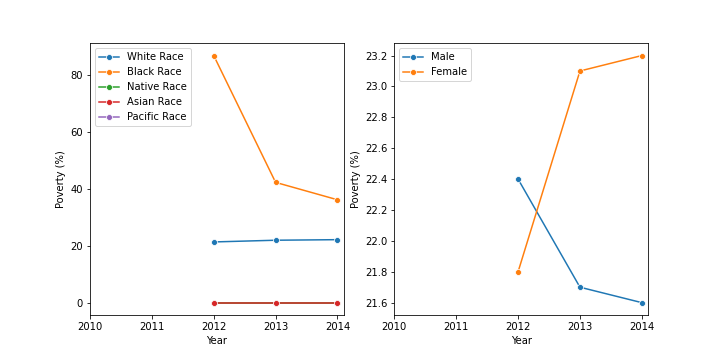 White Race
Black Race
Native Race
Asian Race
Pacific Race
Poverty (%)
80
60
40
20
0
2010 2011 2012 2013 2014
Year
Male
Female
Poverty (%)
23.2
23.0
22.8
22.6
22.4
22.2
22.0
21.8
21.6
2010 2011 2012 2013 2014
Year